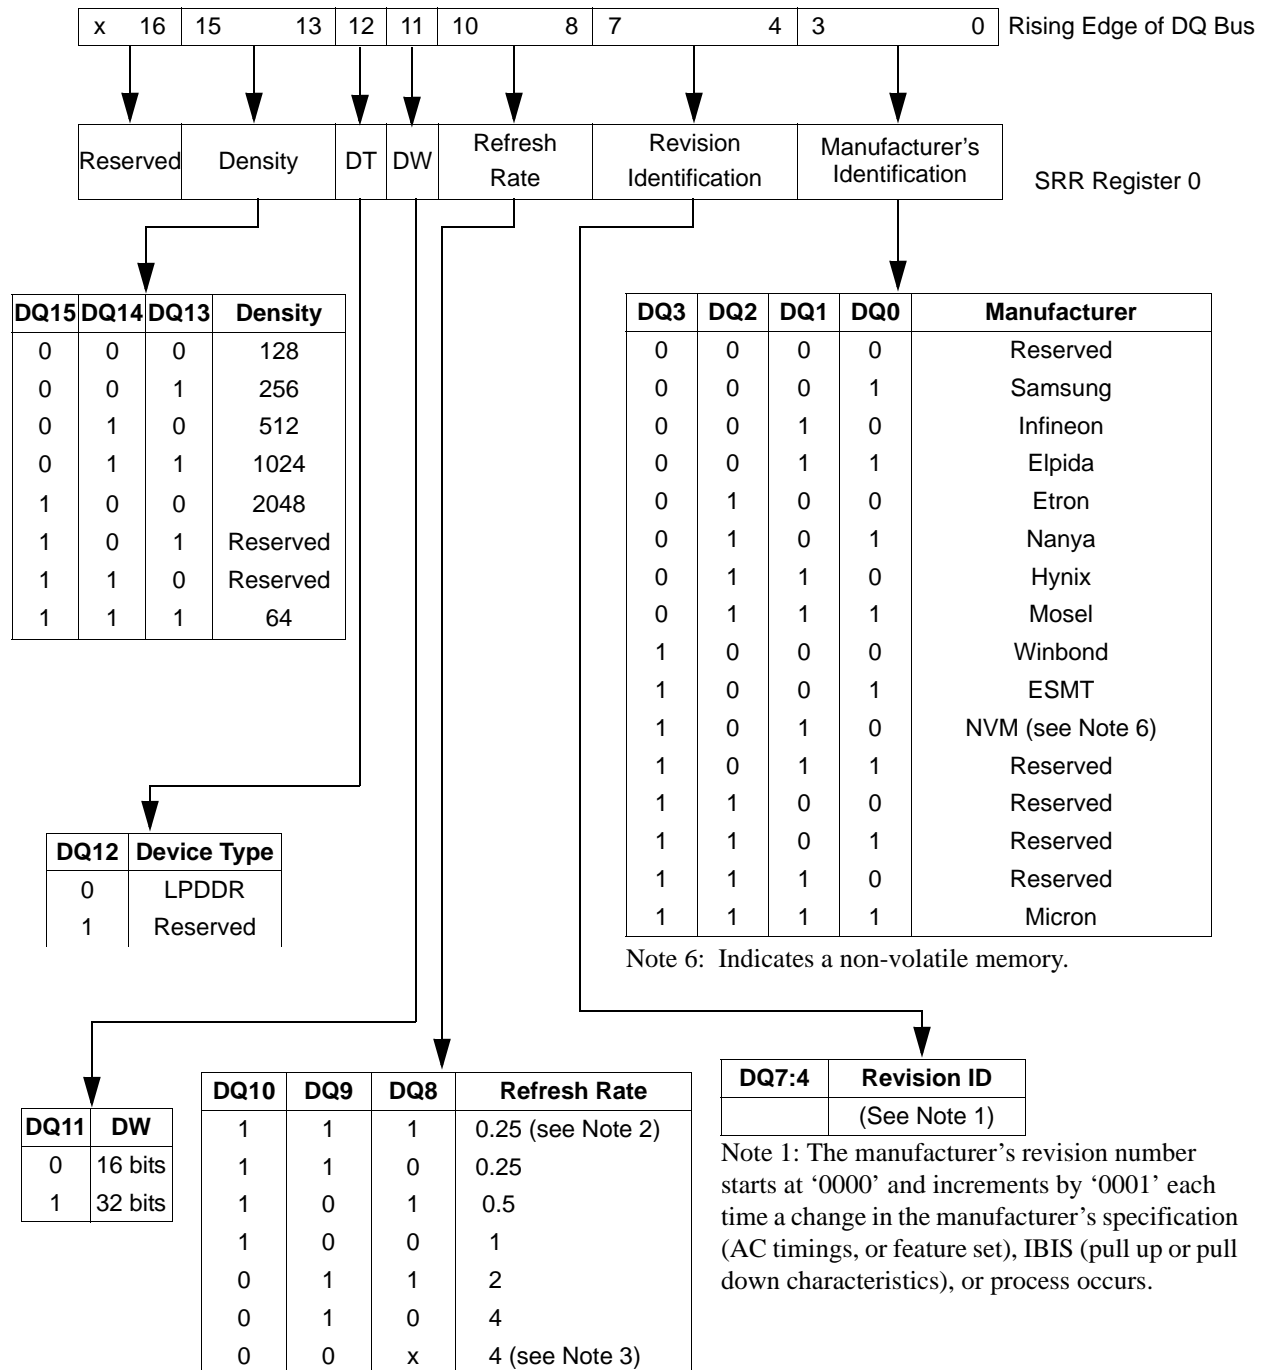 x 16 15 13 12 11 10 8 7 4 3 0 Rising Edge of DQ Bus
Reserved Density DT DW Refresh Rate Revision Identification Manufacturer's Identification
SRR Register 0
DQ15 DQ14 DQ13 Density
0 0 0 128
0 0 1 256
0 1 0 512
0 1 1 1024
1 0 0 2048
1 0 1 Reserved
1 1 0 Reserved
1 1 1 64
DQ3 DQ2 DQ1 DQ0 Manufacturer
0 0 0 0 Reserved
0 0 0 1 Samsung
0 0 1 0 Infineon
0 0 1 1 Elpida
0 1 0 0 Etron
0 1 0 1 Nanya
0 1 1 0 Hynix
0 1 1 1 Mosel
1 0 0 0 Winbond
1 0 0 1 ESMT
1 0 1 0 NVM (see Note 6)
1 0 1 1 Reserved
1 1 0 0 Reserved
1 1 0 1 Reserved
1 1 1 0 Reserved
1 1 1 1 Micron
Note 6: Indicates a non-volatile memory.
DQ12 Device Type
0 LPDDR
1 Reserved
DQ11 DW
0 16 bits
1 32 bits
DQ10 DQ9 DQ8 Refresh Rate
1 1 1 0.25 (see Note 2)
1 1 0 0.25
1 0 1 0.5
1 0 0 1
0 1 1 2
0 1 0 4
0 0 x 4 (see Note 3)
DQ7:4 Revision ID
(See Note 1)
Note 1: The manufacturer's revision number
starts at '0000' and increments by '0001' each
time a change in the manufacturer's specification
(AC timings, or feature set), IBIS (pull up or pull
down characteristics), or process occurs.